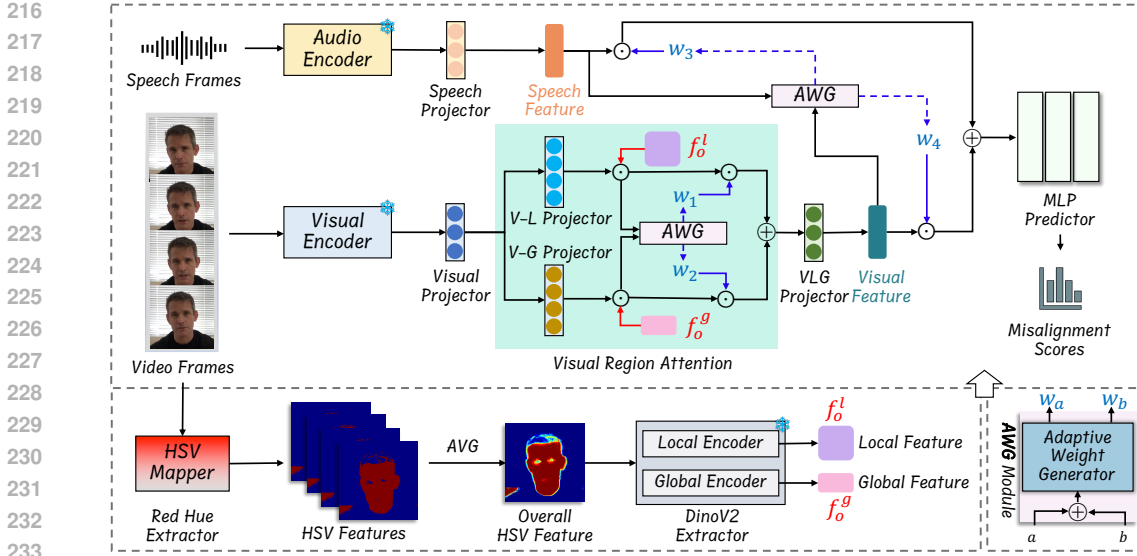 216
217
218
219
220
221
222
223
224
225
226
227
228
229
230
231
232
233
Speech Frames
Audio
Encoder
Speech
Projector
Speech
Feature
w3
AWG
w4
MLP
Predictor
Misalignment
Scores
Video Frames
Visual
Encoder
Visual
Projector
V-L Projector
V-G Projector
f_o^l
w1
AWG
w2
f_o^g
Visual Region Attention
VLG
Projector
Visual
Feature
HSV
Mapper
Red Hue
Extractor
HSV Features
AVG
Overall
HSV Feature
Local Encoder
Global Encoder
DinoV2
Extractor
f_o^l
Local Feature
Global Feature
f_o^g
AWG Module
wa
wb
Adaptive
Weight
Generator
a
b